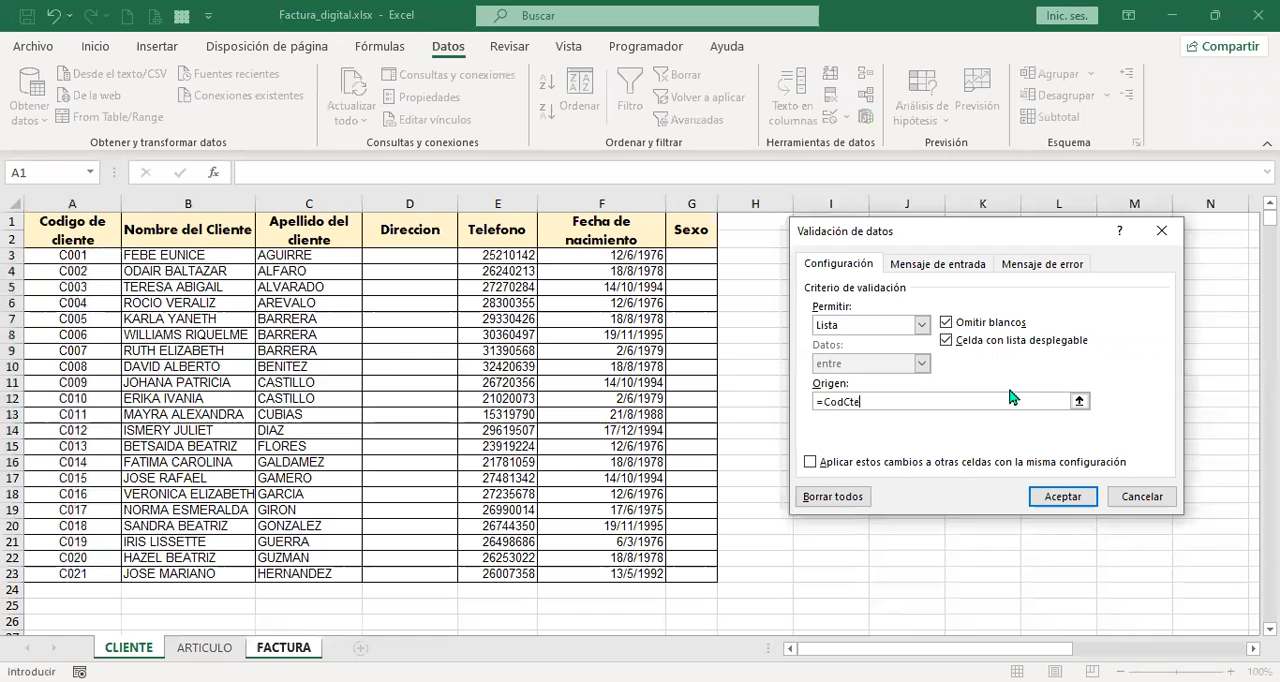 Factura_digital.xlsx - Excel
Buscar
Inic. ses.
Archivo Inicio Insertar Disposición de página Fórmulas Datos Revisar Vista Programador Ayuda Compartir
Obtener datos
Desde el texto/CSV
De la web
From Table/Range
Fuentes recientes
Conexiones existentes
Obtener y transformar datos
Actualizar todo
Consultas y conexiones
Propiedades
Editar vínculos
Consultas y conexiones
Ordenar
Filtro
Borrar
Volver a aplicar
Avanzadas
Ordenar y filtrar
Texto en columnas
Herramientas de datos
Análisis de hipótesis
Previsión
Previsión
Agrupar
Desagrupar
Subtotal
Esquema
A1 fx
A B C D E F G H I J K L M N
1 Codigo de cliente Nombre del Cliente Apellido del cliente Direccion Telefono Fecha de nacimiento Sexo
2
3 C001 FEBE EUNICE AGUIRRE 25210142 12/6/1976
4 C002 ODAIR BALTAZAR ALFARO 26240213 18/8/1978
5 C003 TERESA ABIGAIL ALVARADO 27270284 14/10/1994
6 C004 ROCIO VERALIZ AREVALO 28300355 12/6/1976
7 C005 KARLA YANETH BARRERA 29330426 18/8/1978
8 C006 WILLIAMS RIQUELME BARRERA 30360497 19/11/1995
9 C007 RUTH ELIZABETH BARRERA 31390568 2/6/1979
10 C008 DAVID ALBERTO BENITEZ 32420639 18/8/1978
11 C009 JOHANA PATRICIA CASTILLO 26720356 14/10/1994
12 C010 ERIKA IVANIA CASTILLO 21020073 2/6/1979
13 C011 MAYRA ALEXANDRA CUBIAS 15319790 21/8/1988
14 C012 ISMERY JULIET DIAZ 29619507 17/12/1994
15 C013 BETSAIDA BEATRIZ FLORES 23919224 12/6/1976
16 C014 FATIMA CAROLINA GALDAMEZ 21781059 18/8/1978
17 C015 JOSE RAFAEL GAMERO 27481342 14/10/1994
18 C016 VERONICA ELIZABETH GARCIA 27235678 12/6/1976
19 C017 NORMA ESMERALDA GIRON 26990014 17/6/1975
20 C018 SANDRA BEATRIZ GONZALEZ 26744350 19/11/1995
21 C019 IRIS LISSETTE GUERRA 26498686 6/3/1976
22 C020 HAZEL BEATRIZ GUZMAN 26253022 18/8/1978
23 C021 JOSE MARIANO HERNANDEZ 26007358 13/5/1992
24
25
26
Validación de datos ?
Configuración Mensaje de entrada Mensaje de error
Criterio de validación
Permitir:
Lista
Omitir blancos
Celda con lista desplegable
Datos:
entre
Origen:
=CodCte
Aplicar estos cambios a otras celdas con la misma configuración
Borrar todos Aceptar Cancelar
CLIENTE ARTICULO FACTURA
Introducir
100%